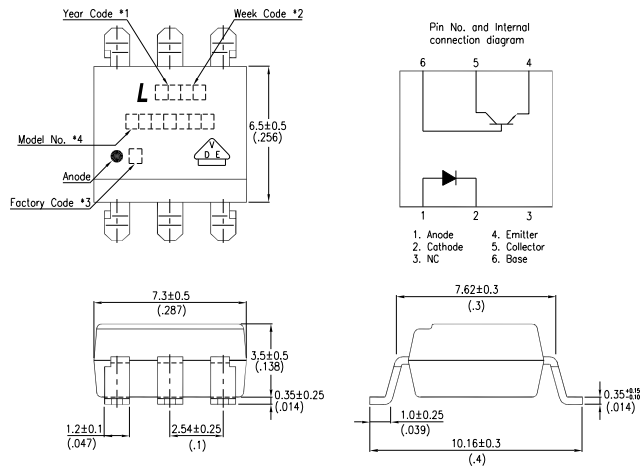 Year Code *1
Week Code *2
L
Model No. *4
V
D E
Anode
Factory Code *3
6.5±0.5
(.256)
Pin No. and Internal
connection diagram
6 5 4
1 2 3
1. Anode 4. Emitter
2. Cathode 5. Collector
3. NC 6. Base
7.3±0.5
(.287)
3.5±0.5
(.138)
0.35±0.25
(.014)
1.2±0.1
(.047)
2.54±0.25
(.1)
7.62±0.3
(.3)
0.35+0.15
-0.10
(.014)
1.0±0.25
(.039)
10.16±0.3
(.4)